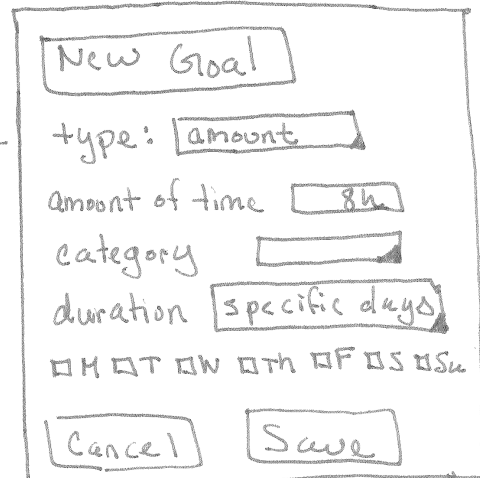 New Goal
type: amount
amount of time 8h
category
duration specific days
M T W Th F S Su
Cancel Save